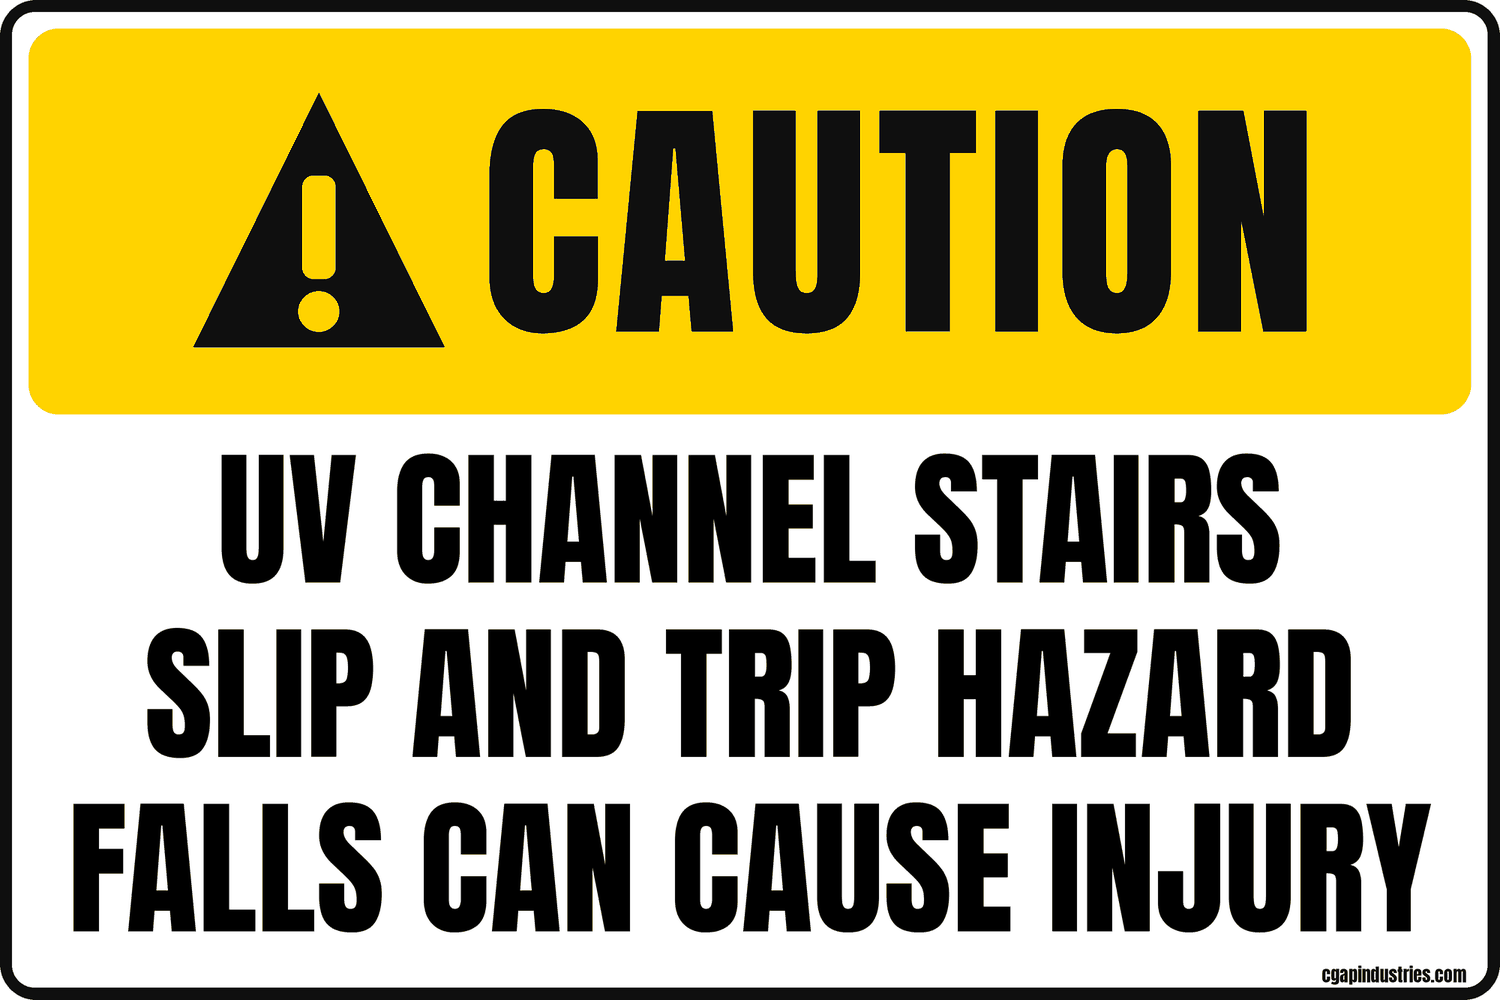 CAUTION
UV CHANNEL STAIRS
SLIP AND TRIP HAZARD
FALLS CAN CAUSE INJURY
cgapindustries.com